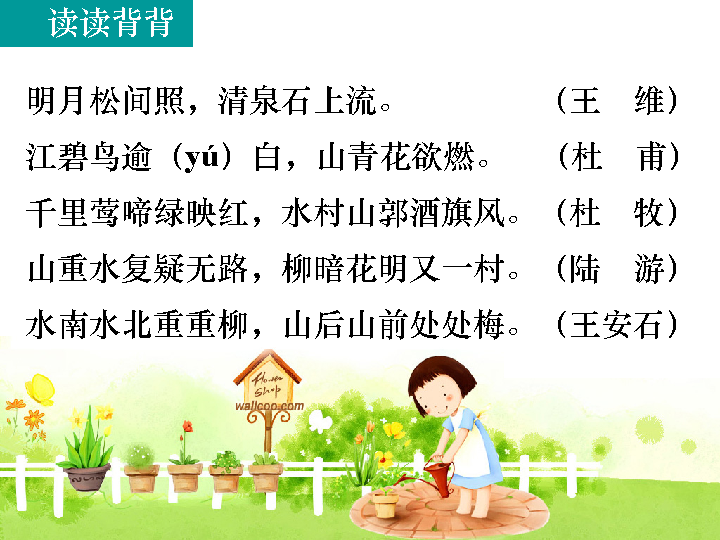 读读背背
明月松间照，清泉石上流。 （王 维）
江碧鸟逾（yú）白，山青花欲燃。 （杜 甫）
千里莺啼绿映红，水村山郭酒旗风。（杜 牧）
山重水复疑无路，柳暗花明又一村。（陆 游）
水南水北重重柳，山后山前处处梅。（王安石）
Flower
Shop
wallcoo.com